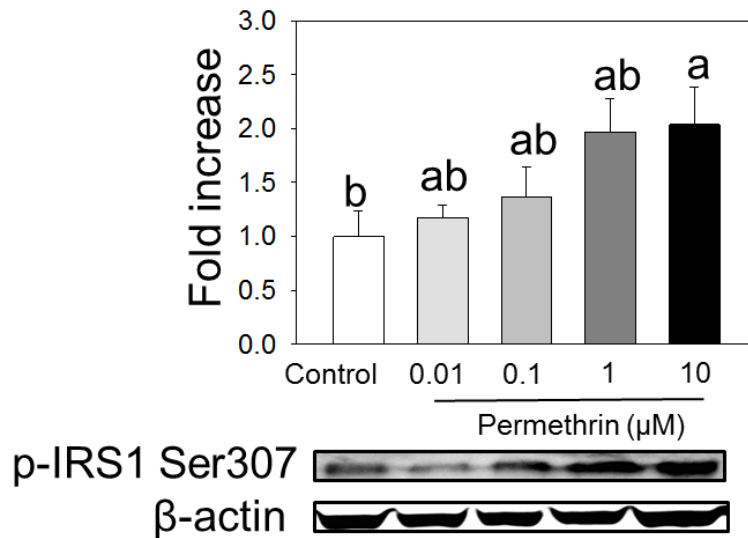 Fold increase
3.0
2.5
2.0
1.5
1.0
0.5
0.0
b
ab
ab
ab
a
Control 0.01 0.1 1 10
Permethrin (μM)
p-IRS1 Ser307
β-actin